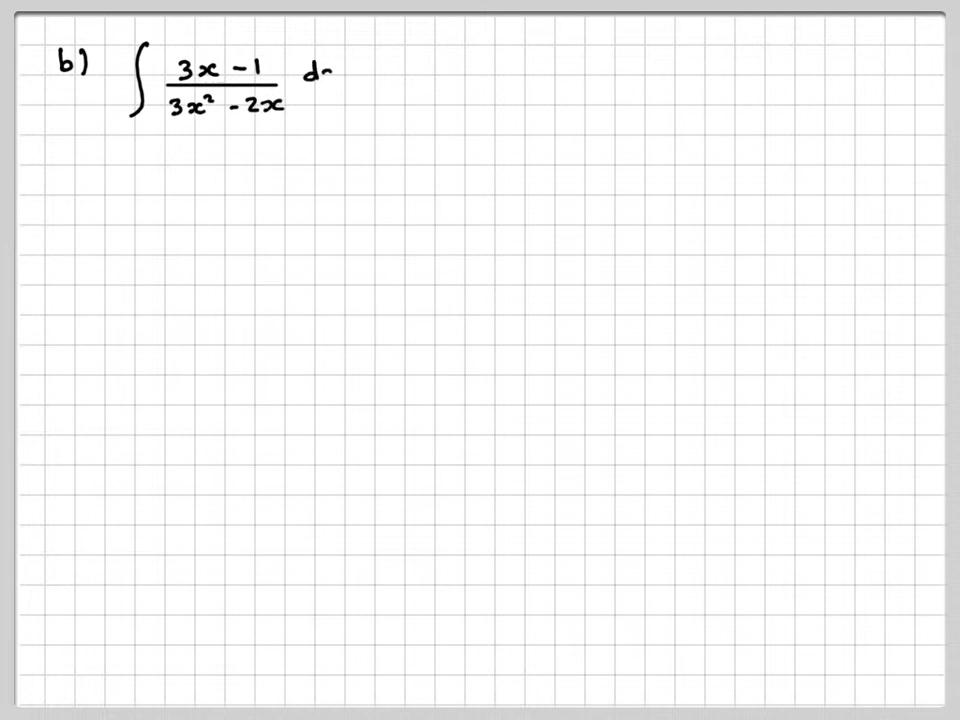 b) ∫ (3x - 1)/(3x² - 2x) d